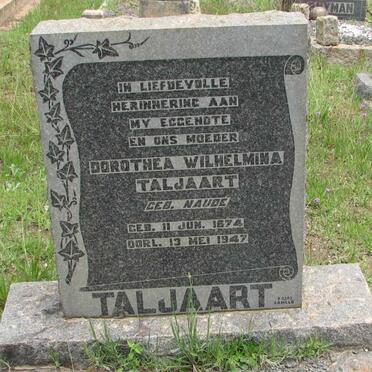 YMAN
IN LIEFDEVOLLE
HERINNERING AAN
MY EGGENOTE
EN ONS MOEDER
DOROTHEA WILHELMINA
TALJAART
GEB. NAUDE
GEB. 11 JUN. 1874
OORL. 13 MEI 1947
TALJAART